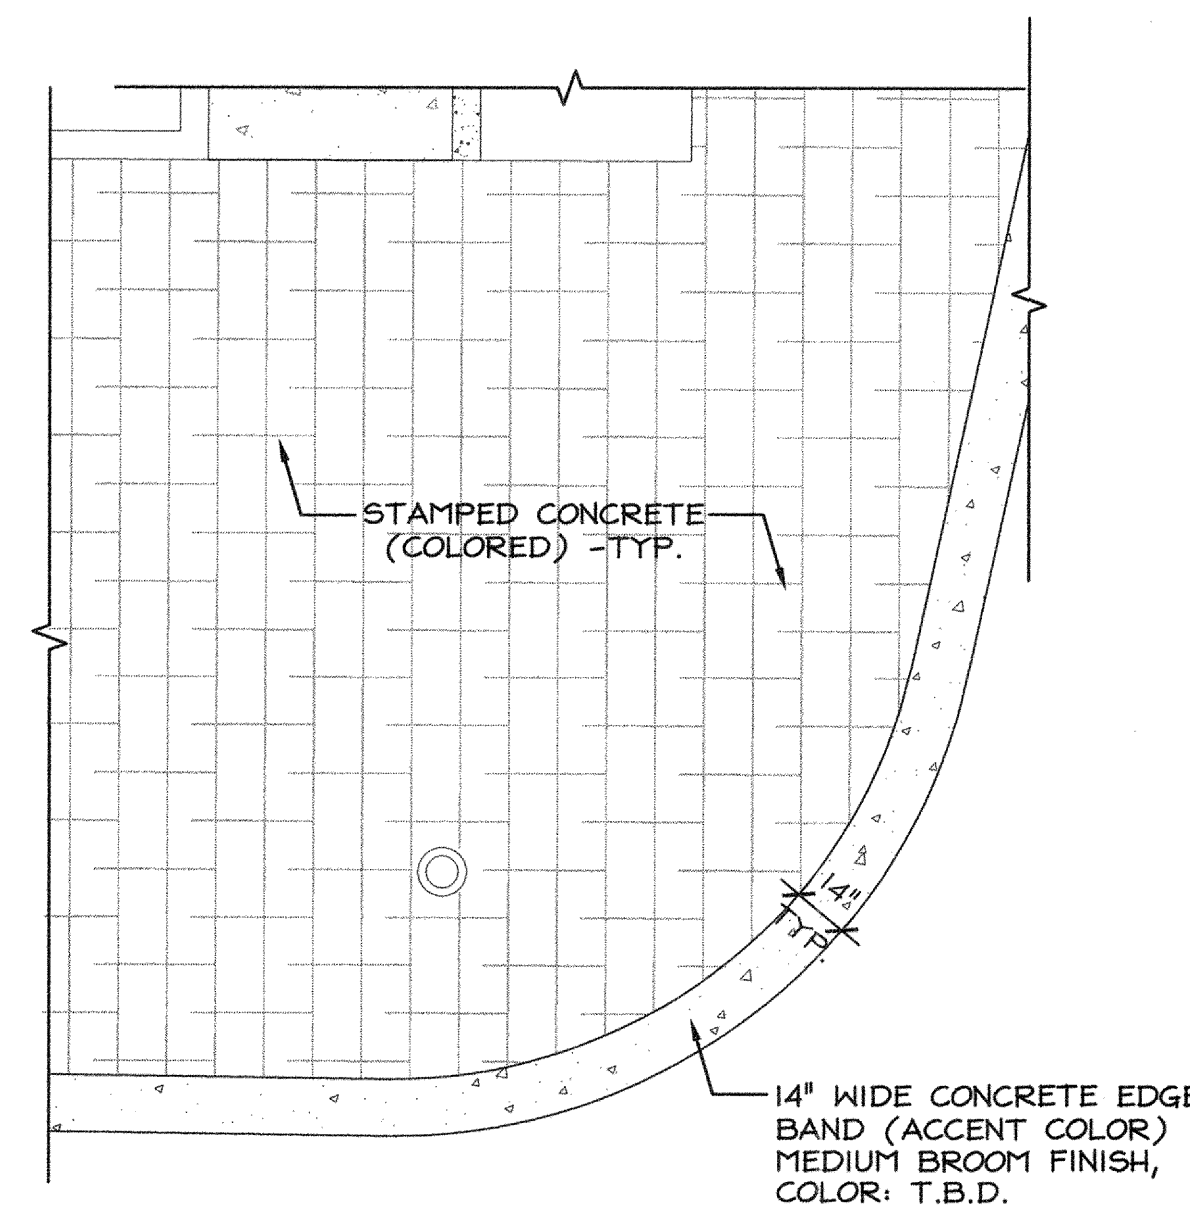 STAMPED CONCRETE
(COLORED) -TYP.
14"
TYP.
14" WIDE CONCRETE EDGE
BAND (ACCENT COLOR)
MEDIUM BROOM FINISH,
COLOR: T.B.D.